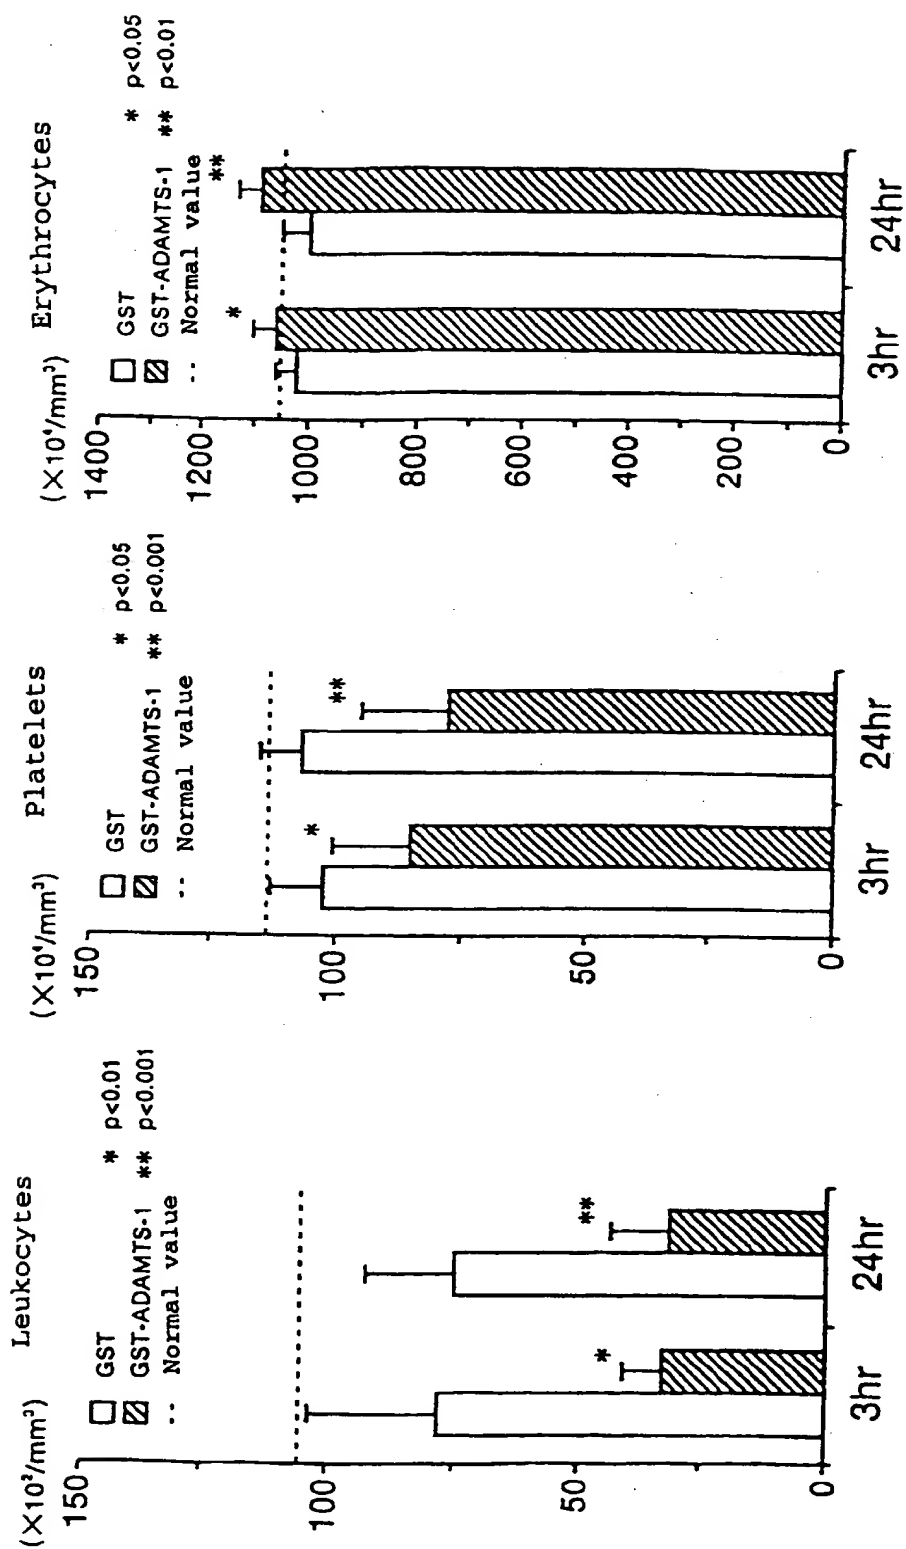 Leukocytes
(X10²/mm³)
GST
GST-ADAMTS-1
Normal value
* p<0.01
** p<0.001
150
100
50
0
*
**
3hr
24hr
Platelets
(X10⁴/mm³)
GST
GST-ADAMTS-1
Normal value
* p<0.05
** p<0.001
150
100
50
0
*
**
3hr
24hr
Erythrocytes
(X10⁴/mm³)
GST
GST-ADAMTS-1
Normal value
* p<0.05
** p<0.01
1400
1200
1000
800
600
400
200
0
*
**
3hr
24hr